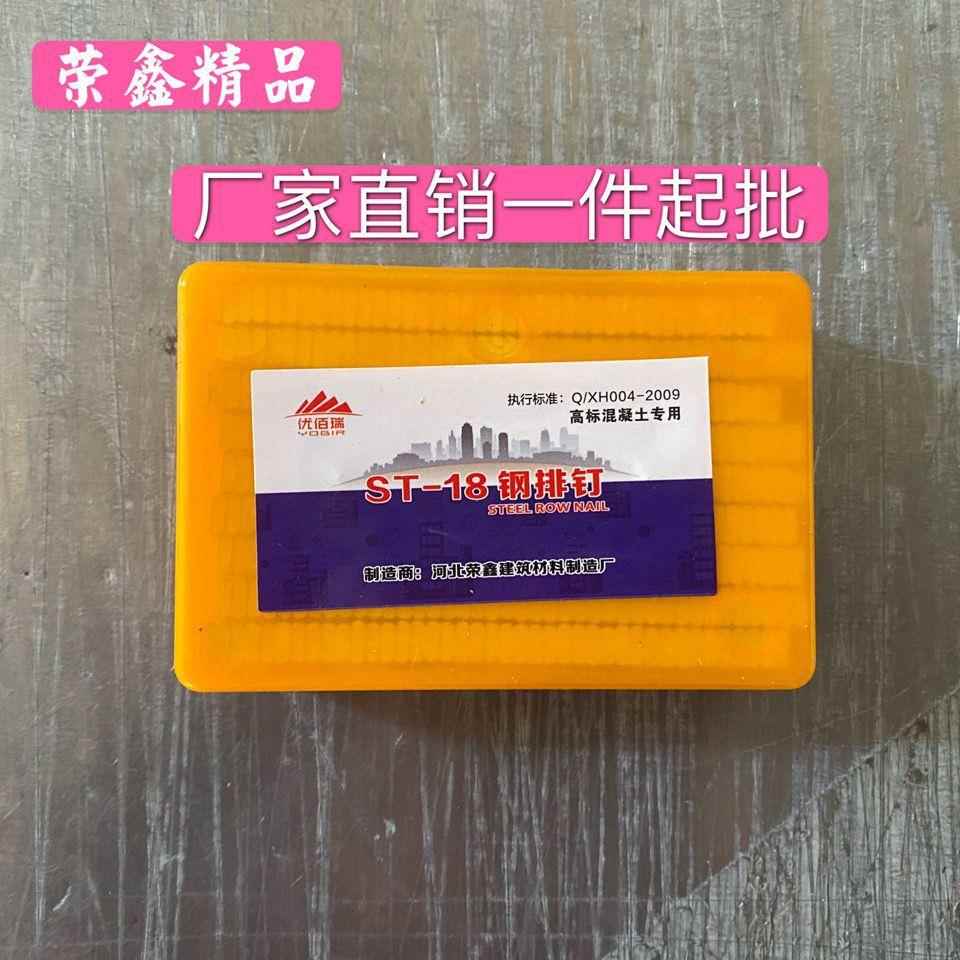 荣鑫精品
厂家直销一件起批
优佰瑞
YOBIR
执行标准：Q/XH004-2009
高标混凝土专用
ST-18 钢排钉
STEEL ROW NAIL
制造商：河北荣鑫建筑材料制造厂